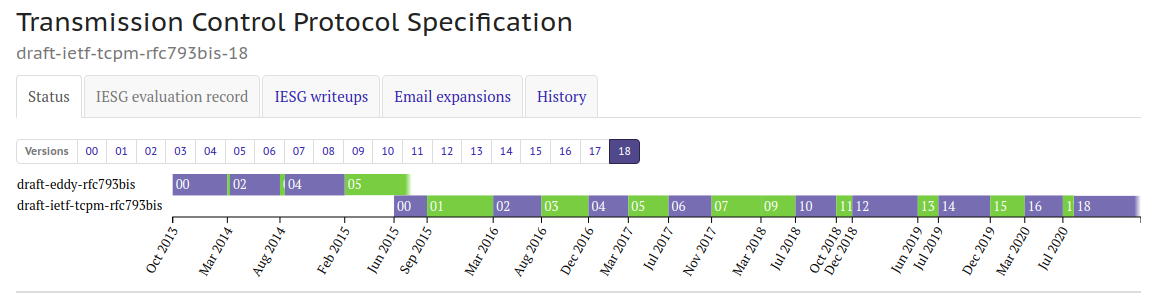 Transmission Control Protocol Specification
draft-ietf-tcpm-rfc793bis-18
Status IESG evaluation record IESG writeups Email expansions History
Versions 00 01 02 03 04 05 06 07 08 09 10 11 12 13 14 15 16 17 18
draft-eddy-rfc793bis 00 02 04 05
draft-ietf-tcpm-rfc793bis 00 01 02 03 04 05 06 07 09 10 11 12 13 14 15 16 18
Oct 2013 Mar 2014 Aug 2014 Feb 2015 Jun 2015 Sep 2015 Mar 2016 Aug 2016 Dec 2016 Mar 2017 Jul 2017 Nov 2017 Mar 2018 Jul 2018 Oct 2018 Dec 2018 Jun 2019 Jul 2019 Dec 2019 Mar 2020 Jul 2020